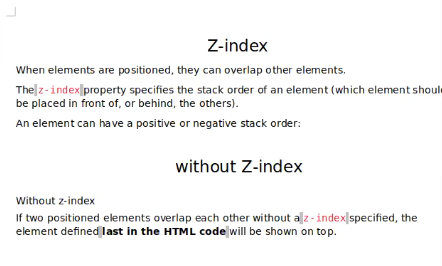 Z-index
When elements are positioned, they can overlap other elements.
The z-index property specifies the stack order of an element (which element
be placed in front of, or behind, the others).
An element can have a positive or negative stack order:
without Z-index
Without z-index
If two positioned elements overlap each other without a z-index specified, the
element defined last in the HTML code will be shown on top.